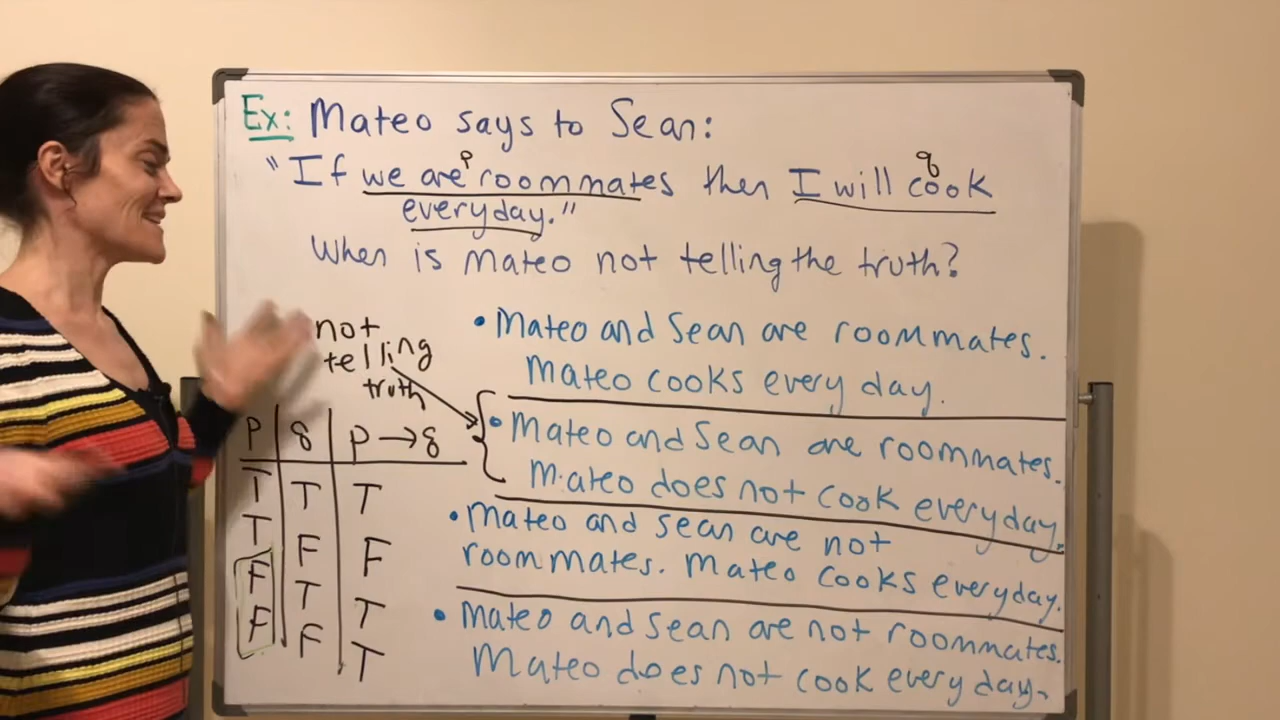 Ex: Mateo says to Sean:
p q
"If we are roommates then I will cook
everyday."
When is Mateo not telling the truth?
not
telling
truth
• Mateo and Sean are roommates.
Mateo cooks every day.
• Mateo and Sean are roommates.
Mateo does not cook everyday.
• Mateo and Sean are not
roommates. Mateo cooks everyday.
• Mateo and Sean are not roommates.
Mateo does not cook every day.
p q p → q
T T T
T F F
F T T
F F T